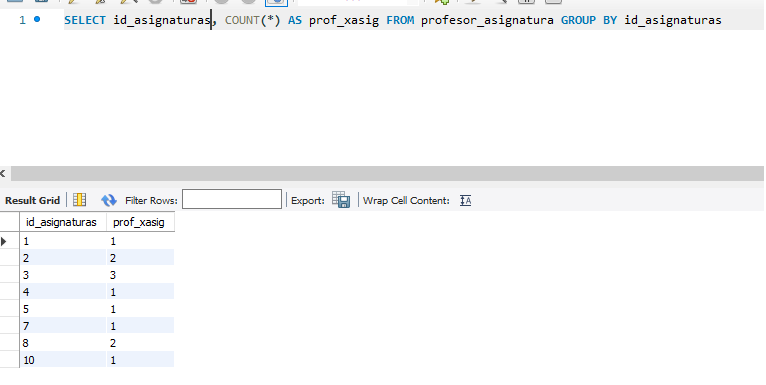 1 SELECT id_asignaturas, COUNT(*) AS prof_xasig FROM profesor_asignatura GROUP BY id_asignaturas
Result Grid Filter Rows: Export: Wrap Cell Content:
id_asignaturas prof_xasig
1 1
2 2
3 3
4 1
5 1
7 1
8 2
10 1